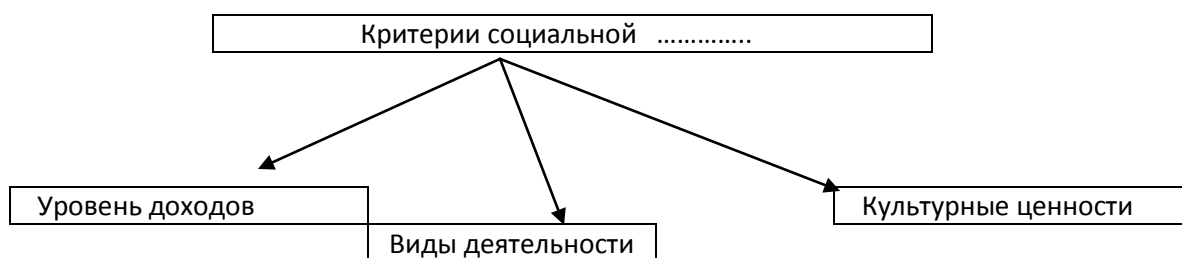 Критерии социальной …………..
Уровень доходов
Культурные ценности
Виды деятельности